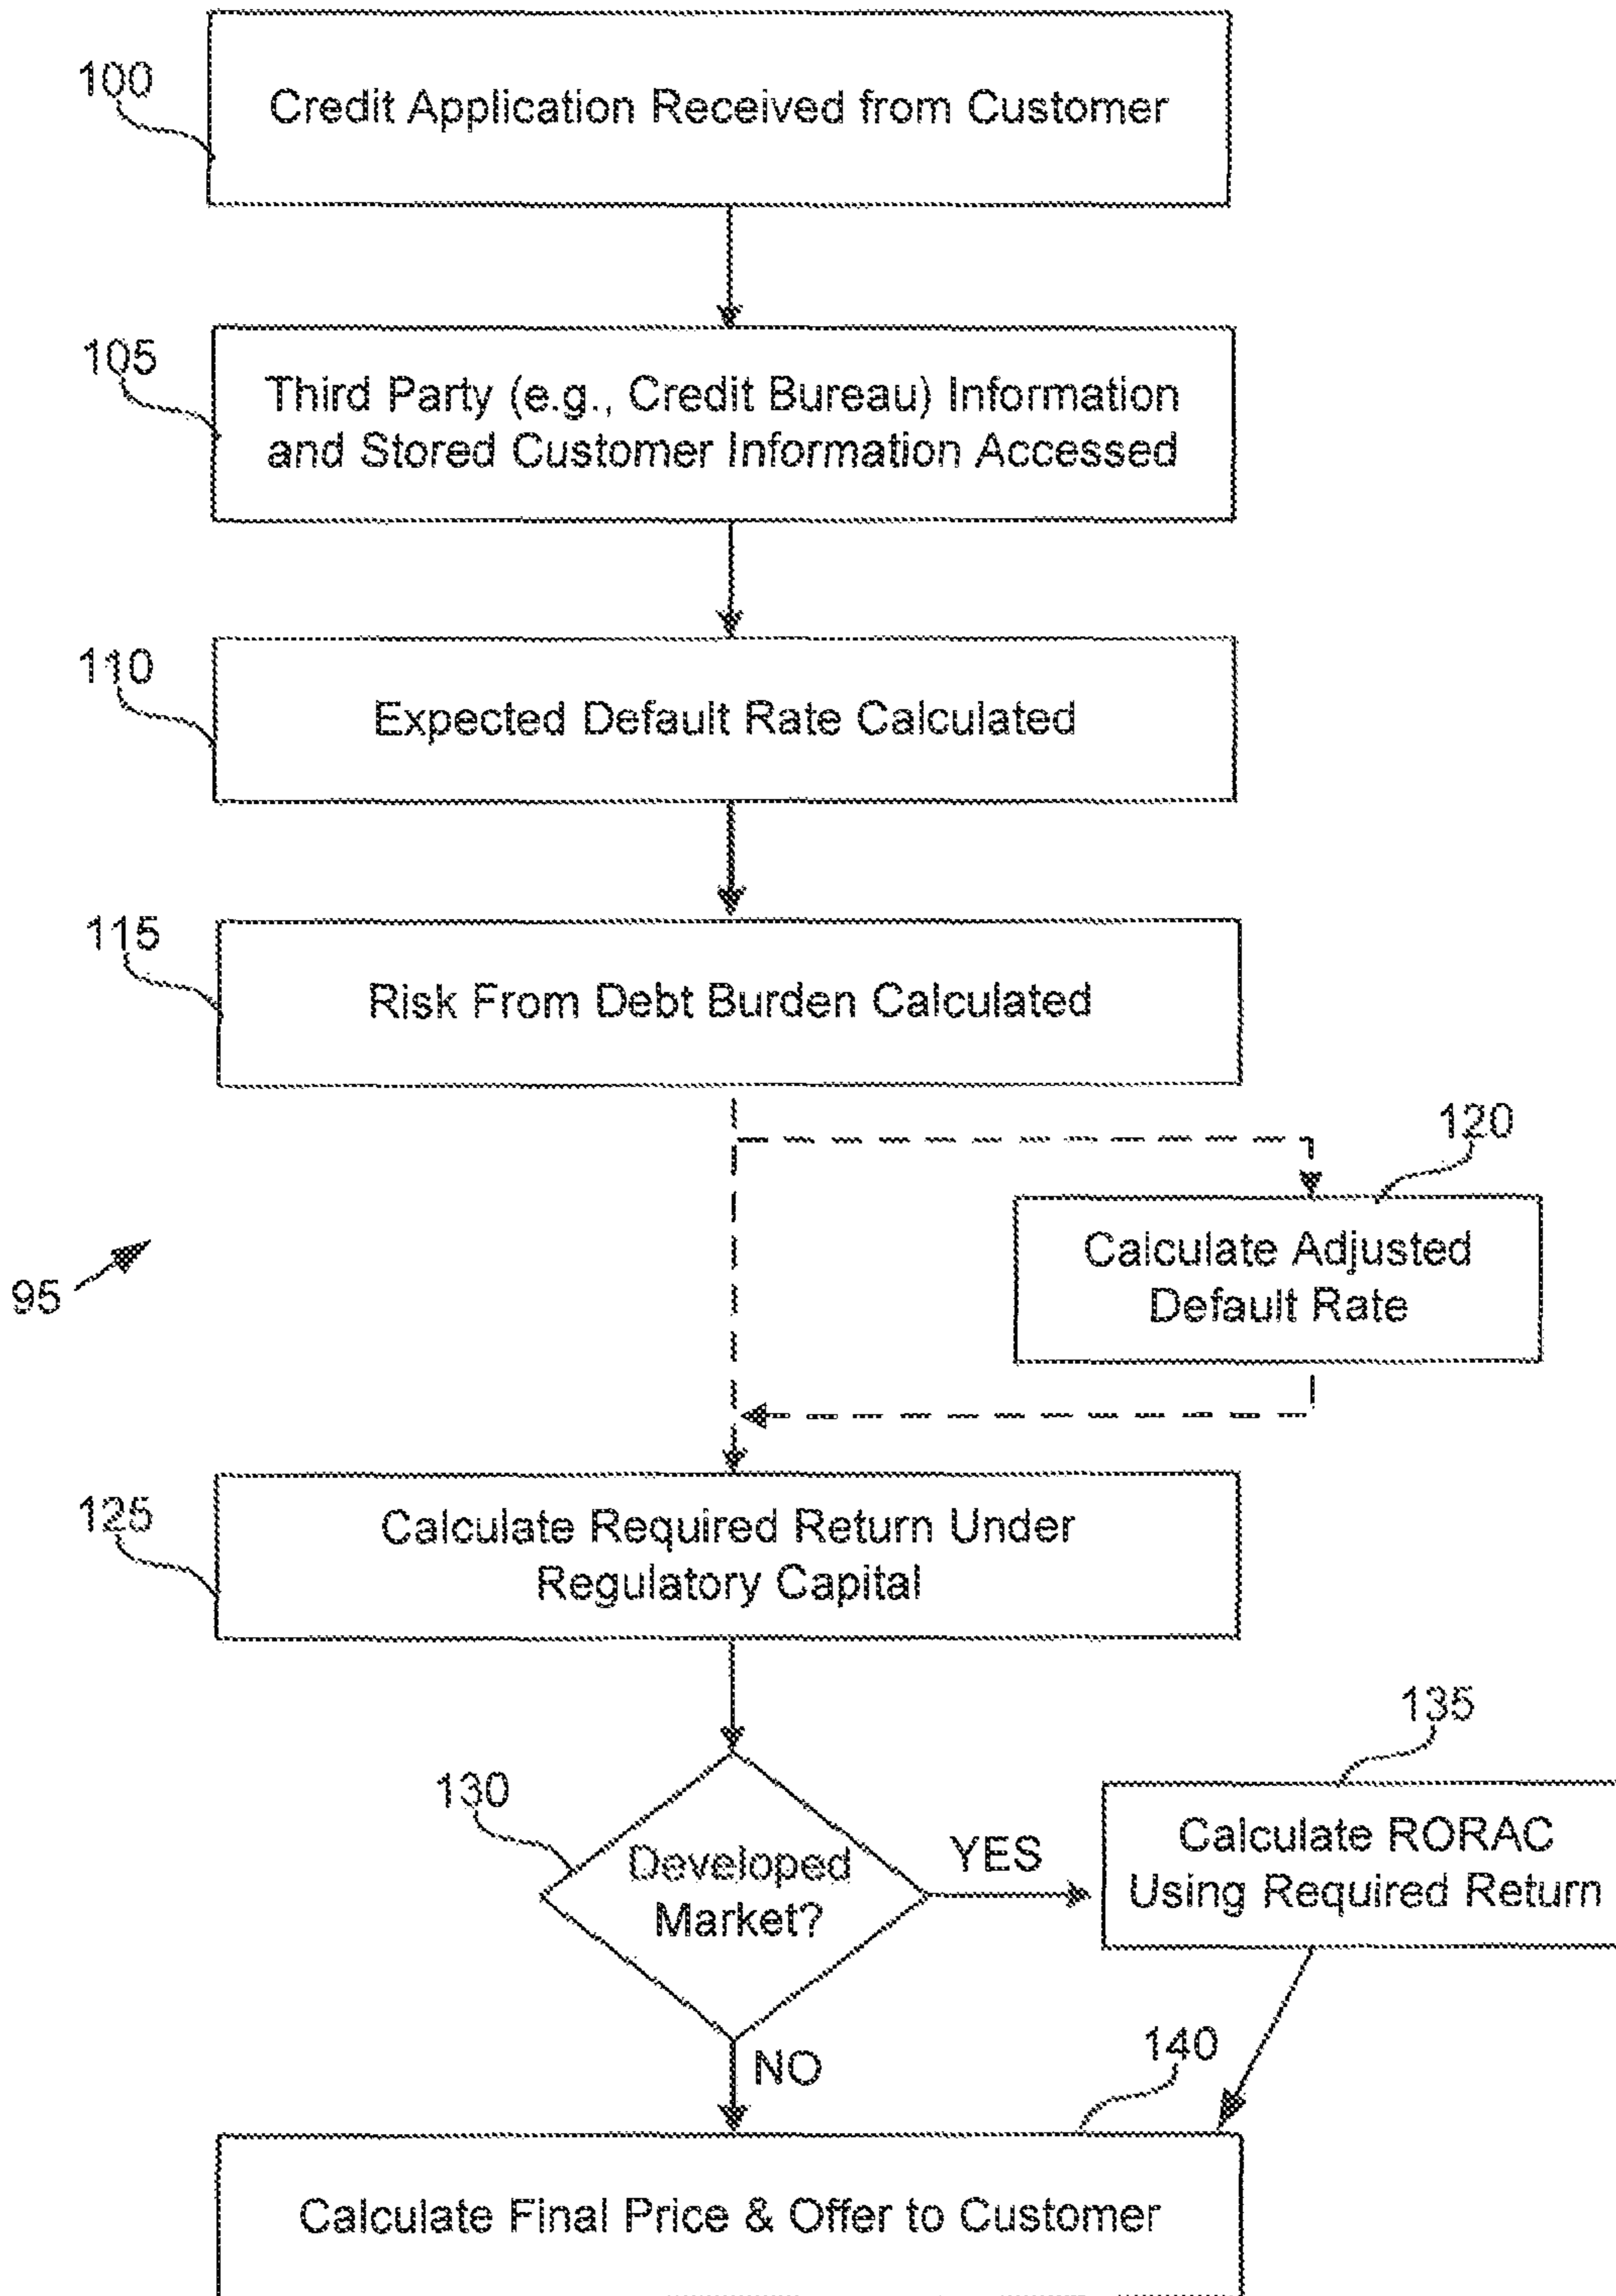 100
Credit Application Received from Customer
105
Third Party (e.g., Credit Bureau) Information
and Stored Customer Information Accessed
110
Expected Default Rate Calculated
115
Risk From Debt Burden Calculated
120
Calculate Adjusted
Default Rate
95
125
Calculate Required Return Under
Regulatory Capital
130
Developed
Market?
YES
135
Calculate RORAC
Using Required Return
NO
140
Calculate Final Price & Offer to Customer